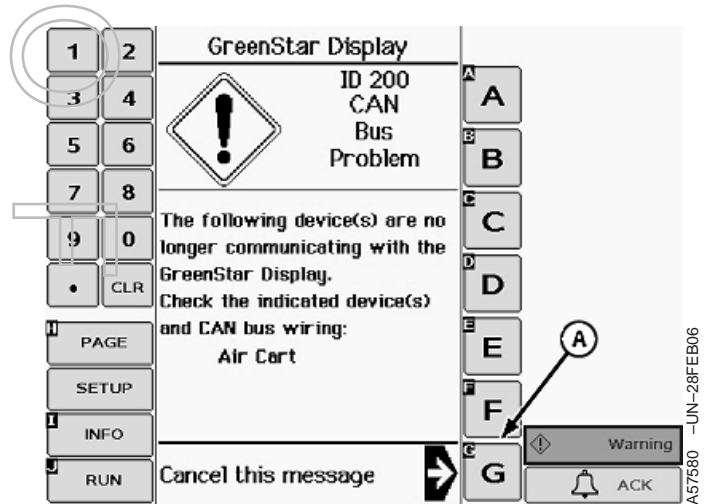 GreenStar Display
ID 200
CAN
Bus
Problem
The following device(s) are no
longer communicating with the
GreenStar Display.
Check the indicated device(s)
and CAN bus wiring:
Air Cart
Cancel this message
1 2
3 4
5 6
7 8
9 0
. CLR
PAGE
SETUP
I
INFO
J
RUN
A
A
B
B
C
C
D
D
E
E
F
F
G
G
A
Warning
ACK
A57580 –UN–28FEB06